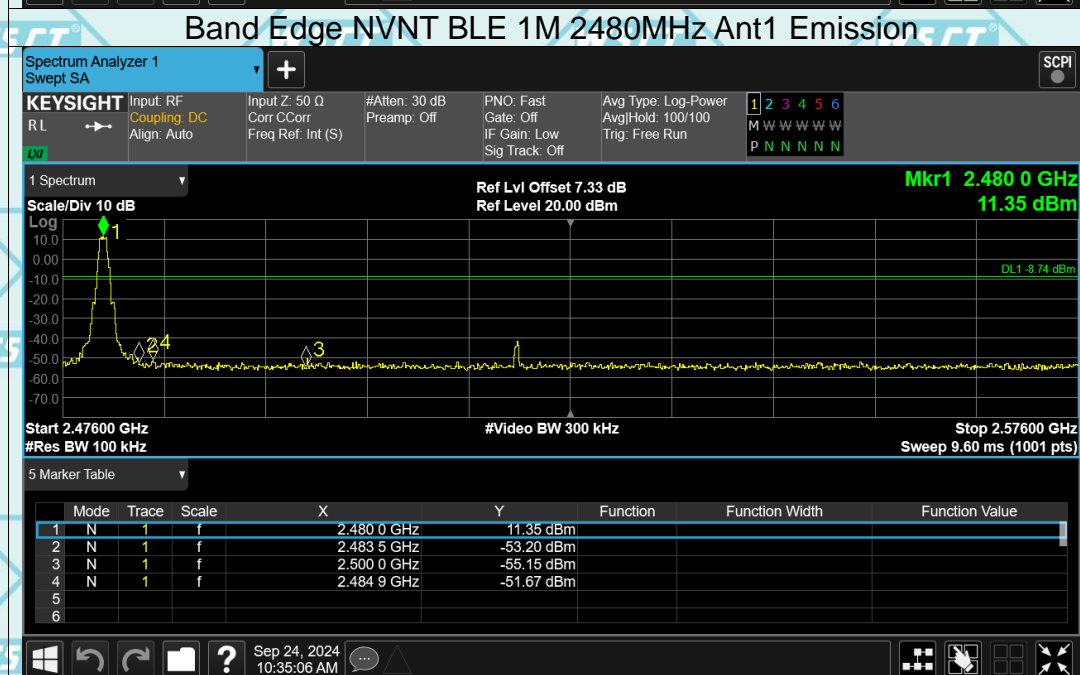 Band Edge NVNT BLE 1M 2480MHz Ant1 Emission
Spectrum Analyzer 1
Swept SA
+
SCPI
KEYSIGHT
RL
LXI
Input: RF
Coupling: DC
Align: Auto
Input Z: 50 Ω
Corr CCorr
Freq Ref: Int (S)
#Atten: 30 dB
Preamp: Off
PNO: Fast
Gate: Off
IF Gain: Low
Sig Track: Off
Avg Type: Log-Power
Avg|Hold: 100/100
Trig: Free Run
1 2 3 4 5 6
M W W W W W
P N N N N N
1 Spectrum
Scale/Div 10 dB
Ref Lvl Offset 7.33 dB
Ref Level 20.00 dBm
Mkr1 2.480 0 GHz
11.35 dBm
Log
10.0
0.00
-10.0
-20.0
-30.0
-40.0
-50.0
-60.0
-70.0
1
2 4
3
DL1 -8.74 dBm
Start 2.47600 GHz
#Res BW 100 kHz
#Video BW 300 kHz
Stop 2.57600 GHz
Sweep 9.60 ms (1001 pts)
5 Marker Table
Mode Trace Scale X Y Function Function Width Function Value
1 N 1 f 2.480 0 GHz 11.35 dBm
2 N 1 f 2.483 5 GHz -53.20 dBm
3 N 1 f 2.500 0 GHz -55.15 dBm
4 N 1 f 2.484 9 GHz -51.67 dBm
5
6
?
Sep 24, 2024
10:35:06 AM